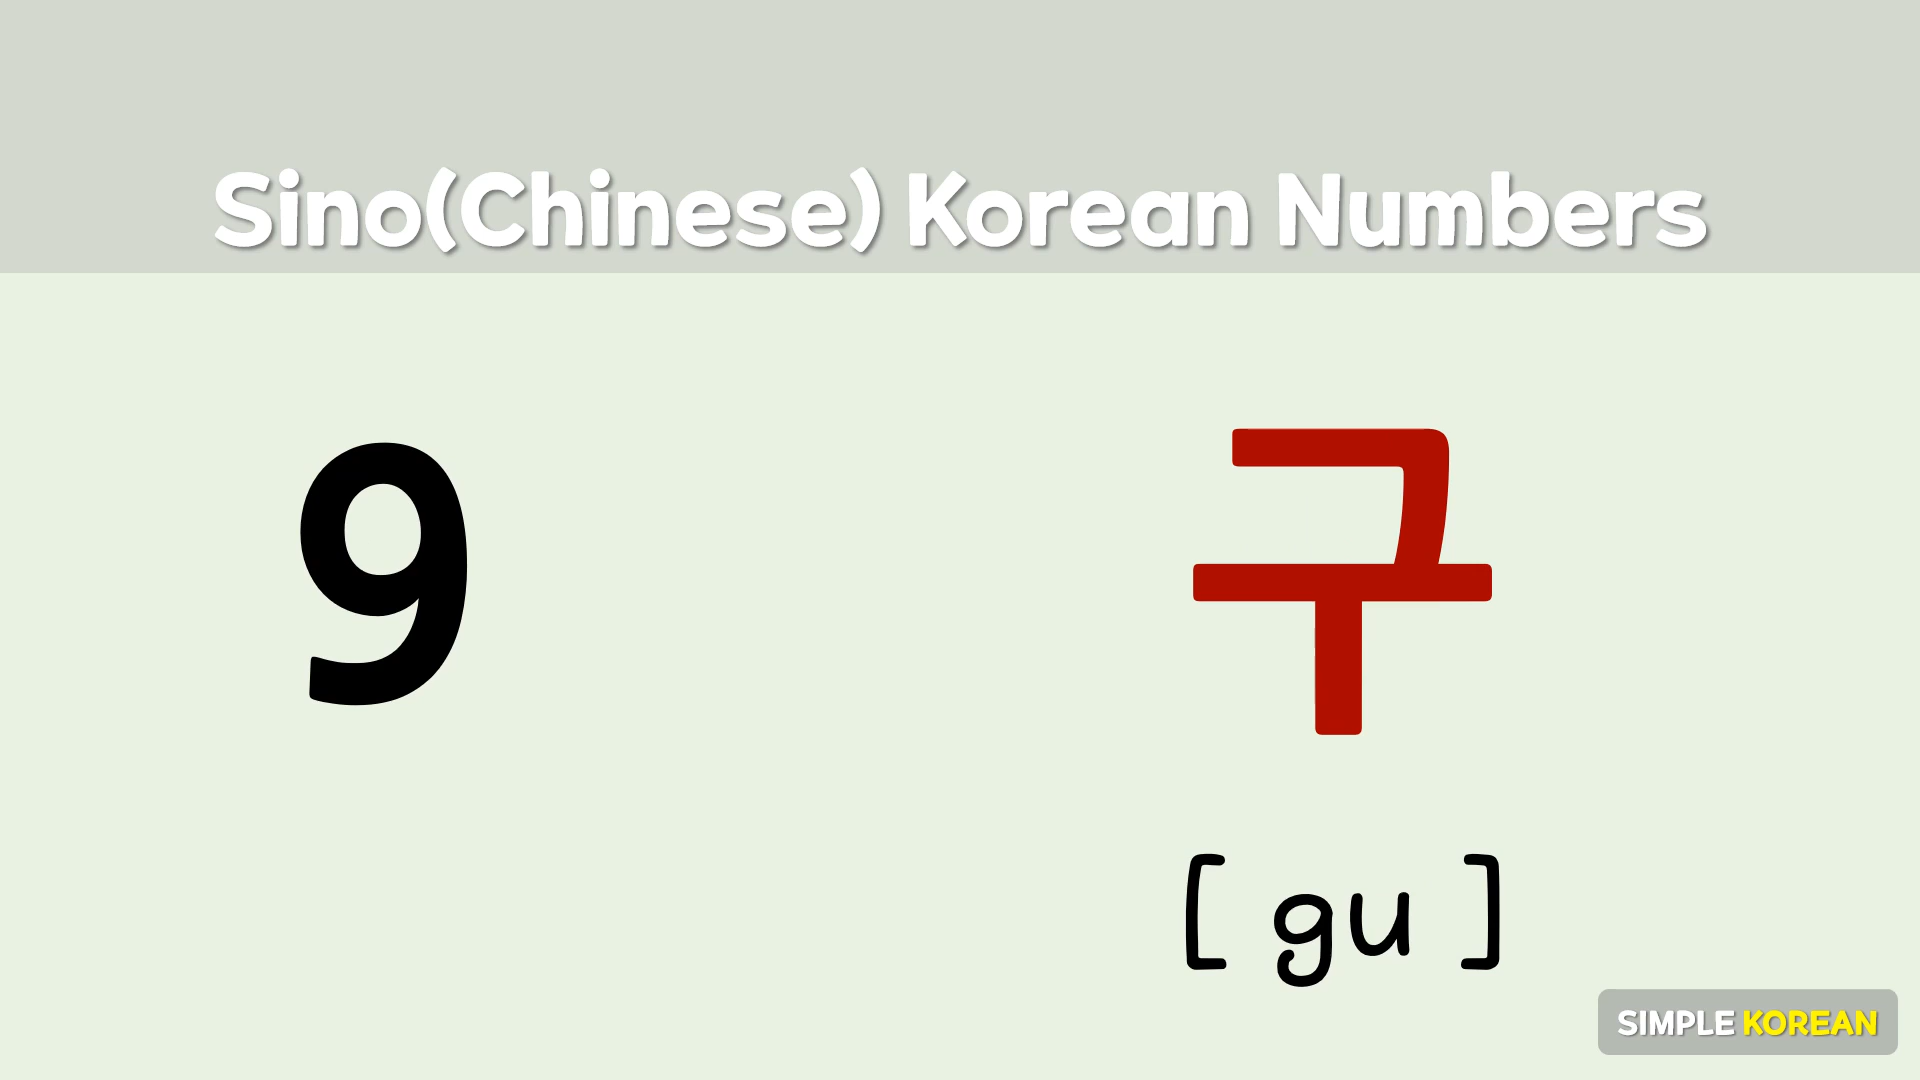 Sino(Chinese) Korean Numbers
9 구
[ gu ]
SIMPLE KOREAN